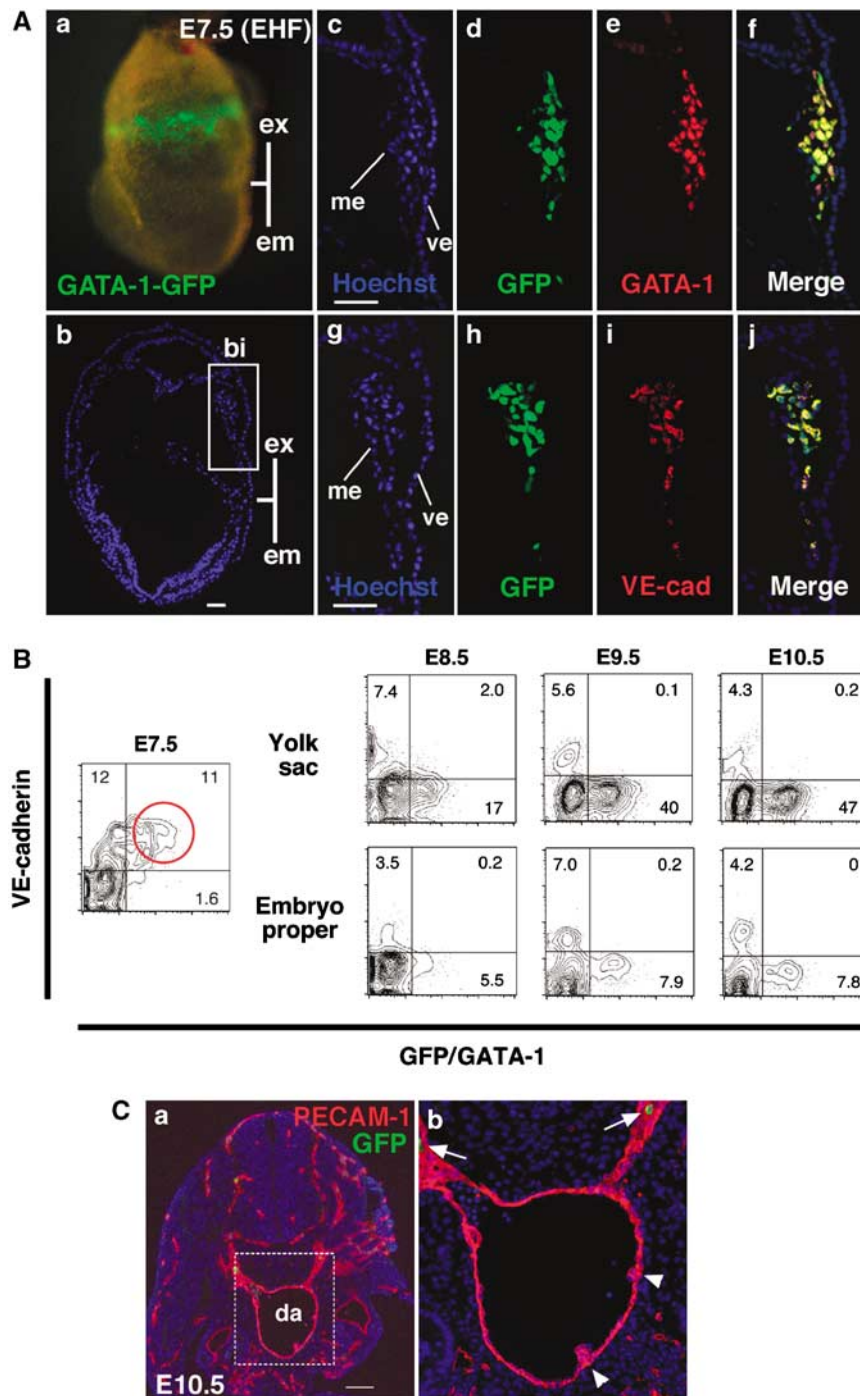 A
a
E7.5 (EHF)
ex
em
GATA-1-GFP
c
me
ve
Hoechst
d
GFP
e
GATA-1
f
Merge
b
bi
ex
em
g
me
ve
Hoechst
h
GFP
i
VE-cad
j
Merge
B
E8.5
E9.5
E10.5
E7.5
Yolk
sac
Embryo
proper
VE-cadherin
12
11
1.6
7.4
2.0
17
5.6
0.1
40
4.3
0.2
47
3.5
0.2
5.5
7.0
0.2
7.9
4.2
0
7.8
GFP/GATA-1
C
a
PECAM-1
GFP
da
E10.5
b